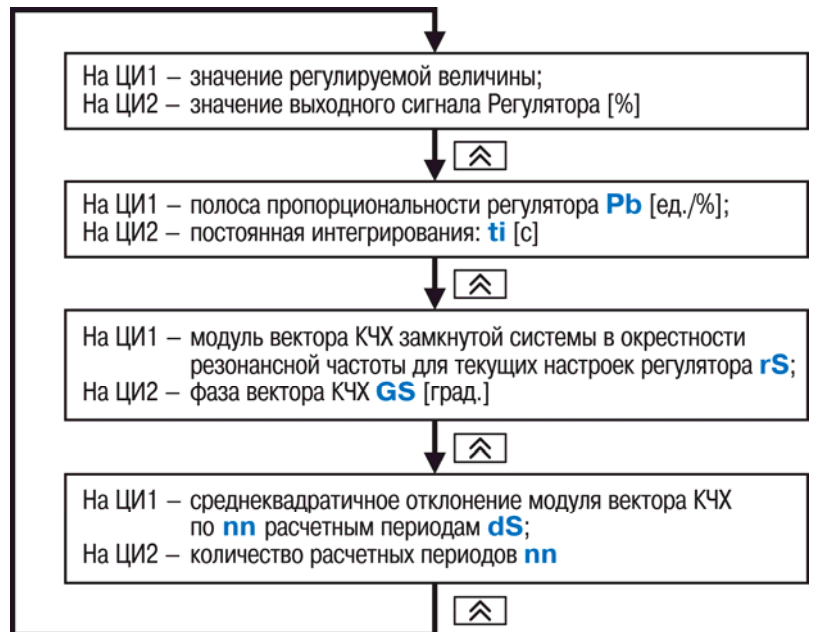 На ЦИ1 – значение регулируемой величины;
На ЦИ2 – значение выходного сигнала Регулятора [%]
На ЦИ1 – полоса пропорциональности регулятора Pb [ед./%];
На ЦИ2 – постоянная интегрирования: ti [с]
На ЦИ1 – модуль вектора КЧХ замкнутой системы в окрестности
резонансной частоты для текущих настроек регулятора rS;
На ЦИ2 – фаза вектора КЧХ GS [град.]
На ЦИ1 – среднеквадратичное отклонение модуля вектора КЧХ
по nn расчетным периодам dS;
На ЦИ2 – количество расчетных периодов nn